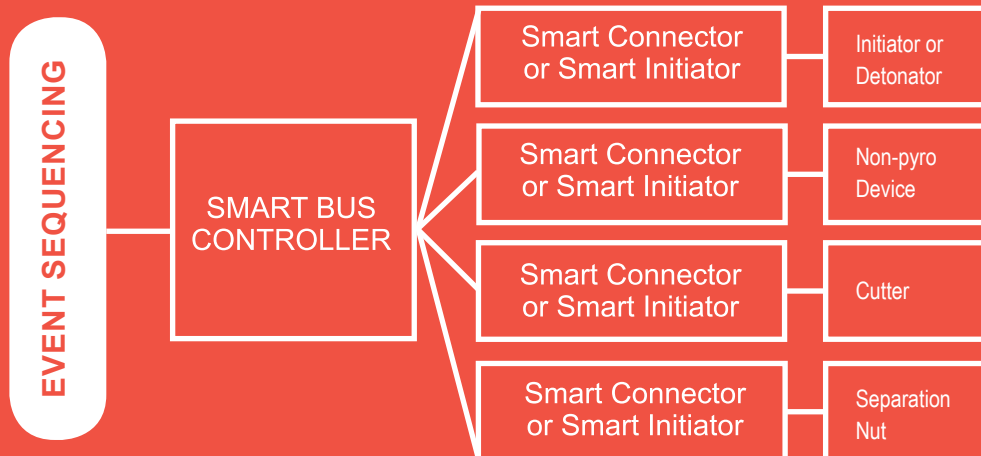 EVENT SEQUENCING
SMART BUS
CONTROLLER
Smart Connector
or Smart Initiator
Initiator or
Detonator
Smart Connector
or Smart Initiator
Non-pyro
Device
Smart Connector
or Smart Initiator
Cutter
Smart Connector
or Smart Initiator
Separation
Nut